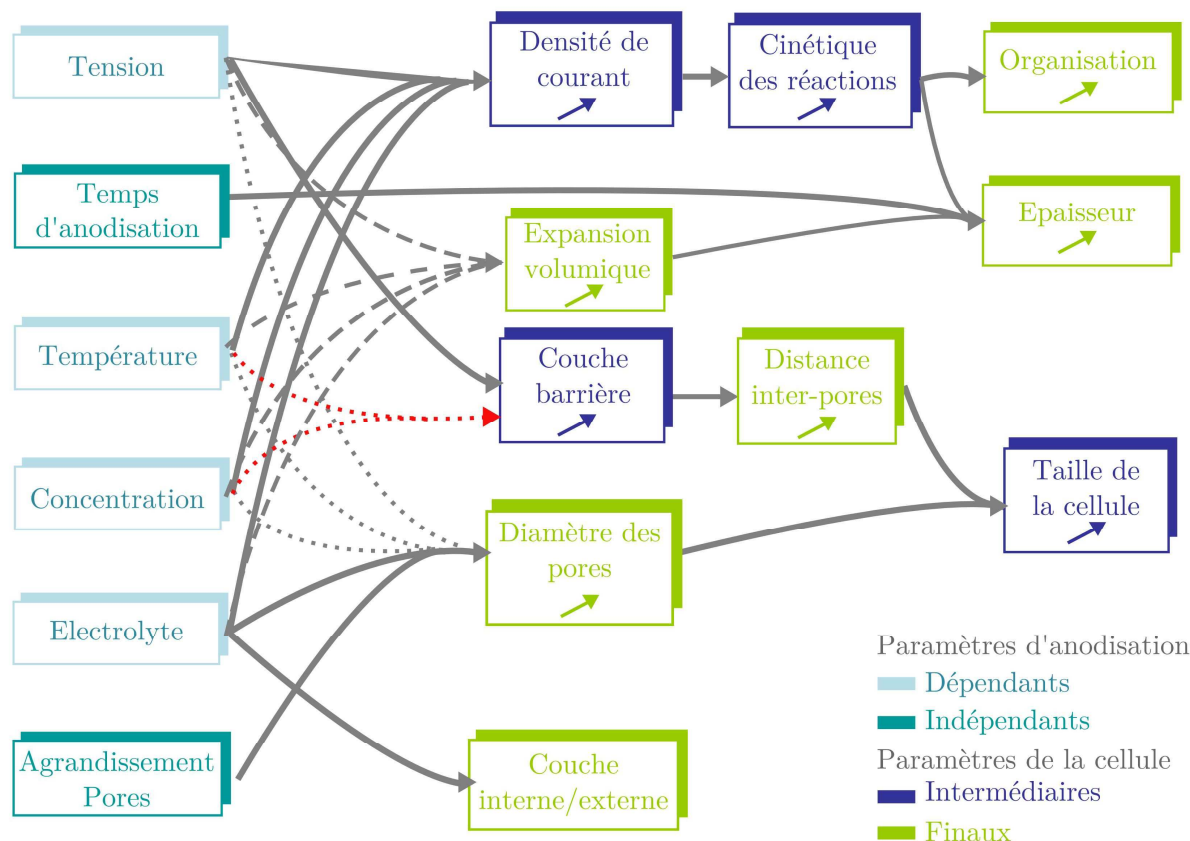 Tension
Temps
d'anodisation
Température
Concentration
Electrolyte
Agrandissement
Pores
Densité de
courant
Cinétique
des réactions
Organisation
Epaisseur
Expansion
volumique
Couche
barrière
Distance
inter-pores
Taille de
la cellule
Diamètre des
pores
Couche
interne/externe
Paramètres d'anodisation
Dépendants
Indépendants
Paramètres de la cellule
Intermédiaires
Finaux